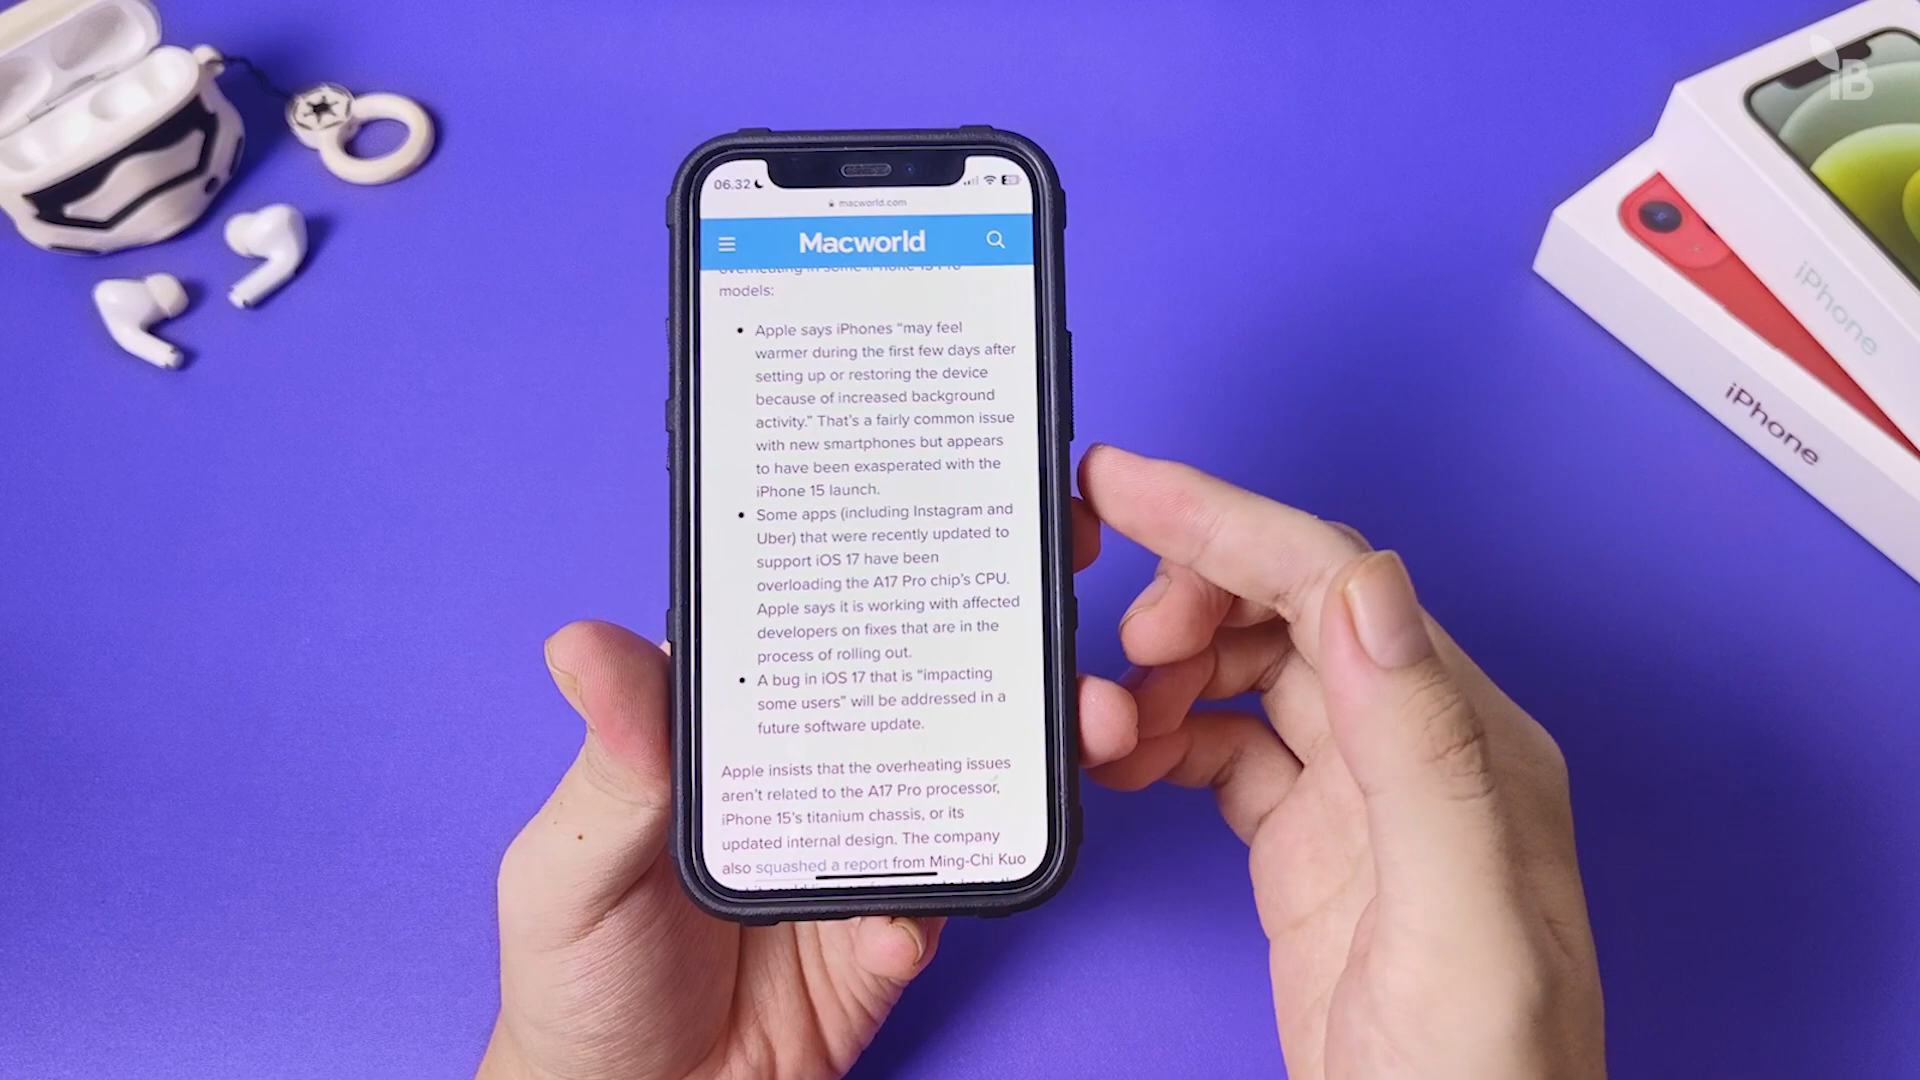 iB
06.32
macworld.com
Macworld
overheating in some iPhone 15 Pro
models:
• Apple says iPhones “may feel
warmer during the first few days after
setting up or restoring the device
because of increased background
activity.” That’s a fairly common issue
with new smartphones but appears
to have been exasperated with the
iPhone 15 launch.
• Some apps (including Instagram and
Uber) that were recently updated to
support iOS 17 have been
overloading the A17 Pro chip’s CPU.
Apple says it is working with affected
developers on fixes that are in the
process of rolling out.
• A bug in iOS 17 that is “impacting
some users” will be addressed in a
future software update.
Apple insists that the overheating issues
aren’t related to the A17 Pro processor,
iPhone 15’s titanium chassis, or its
updated internal design. The company
also squashed a report from Ming-Chi Kuo
iPhone
iPhone